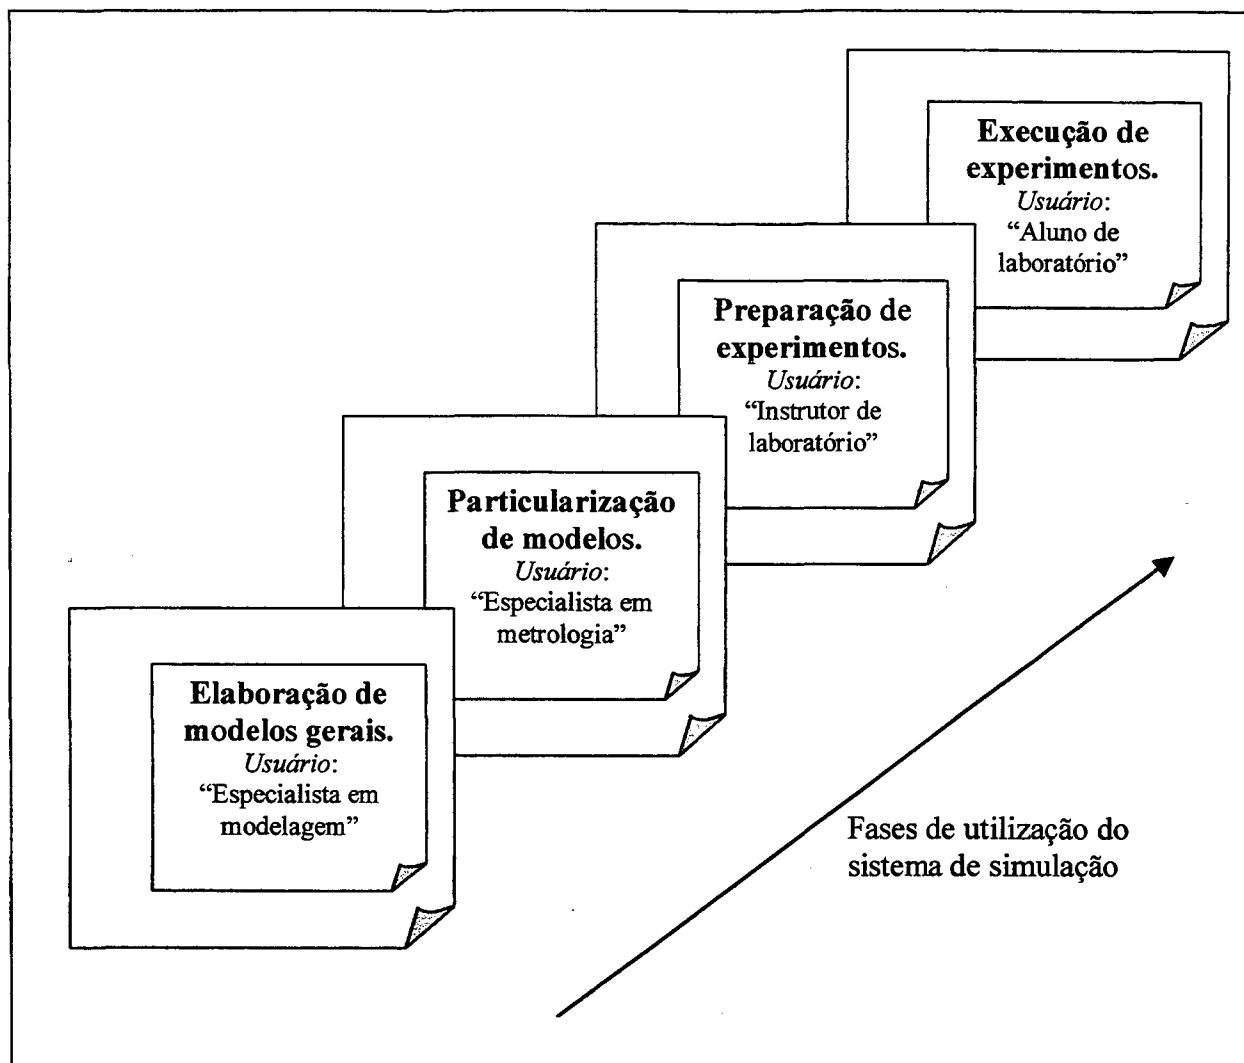 Execução de
experimentos.
Usuário:
“Aluno de
laboratório”
Preparação de
experimentos.
Usuário:
“Instrutor de
laboratório”
Particularização
de modelos.
Usuário:
“Especialista em
metrologia”
Elaboração de
modelos gerais.
Usuário:
“Especialista em
modelagem”
Fases de utilização do
sistema de simulação